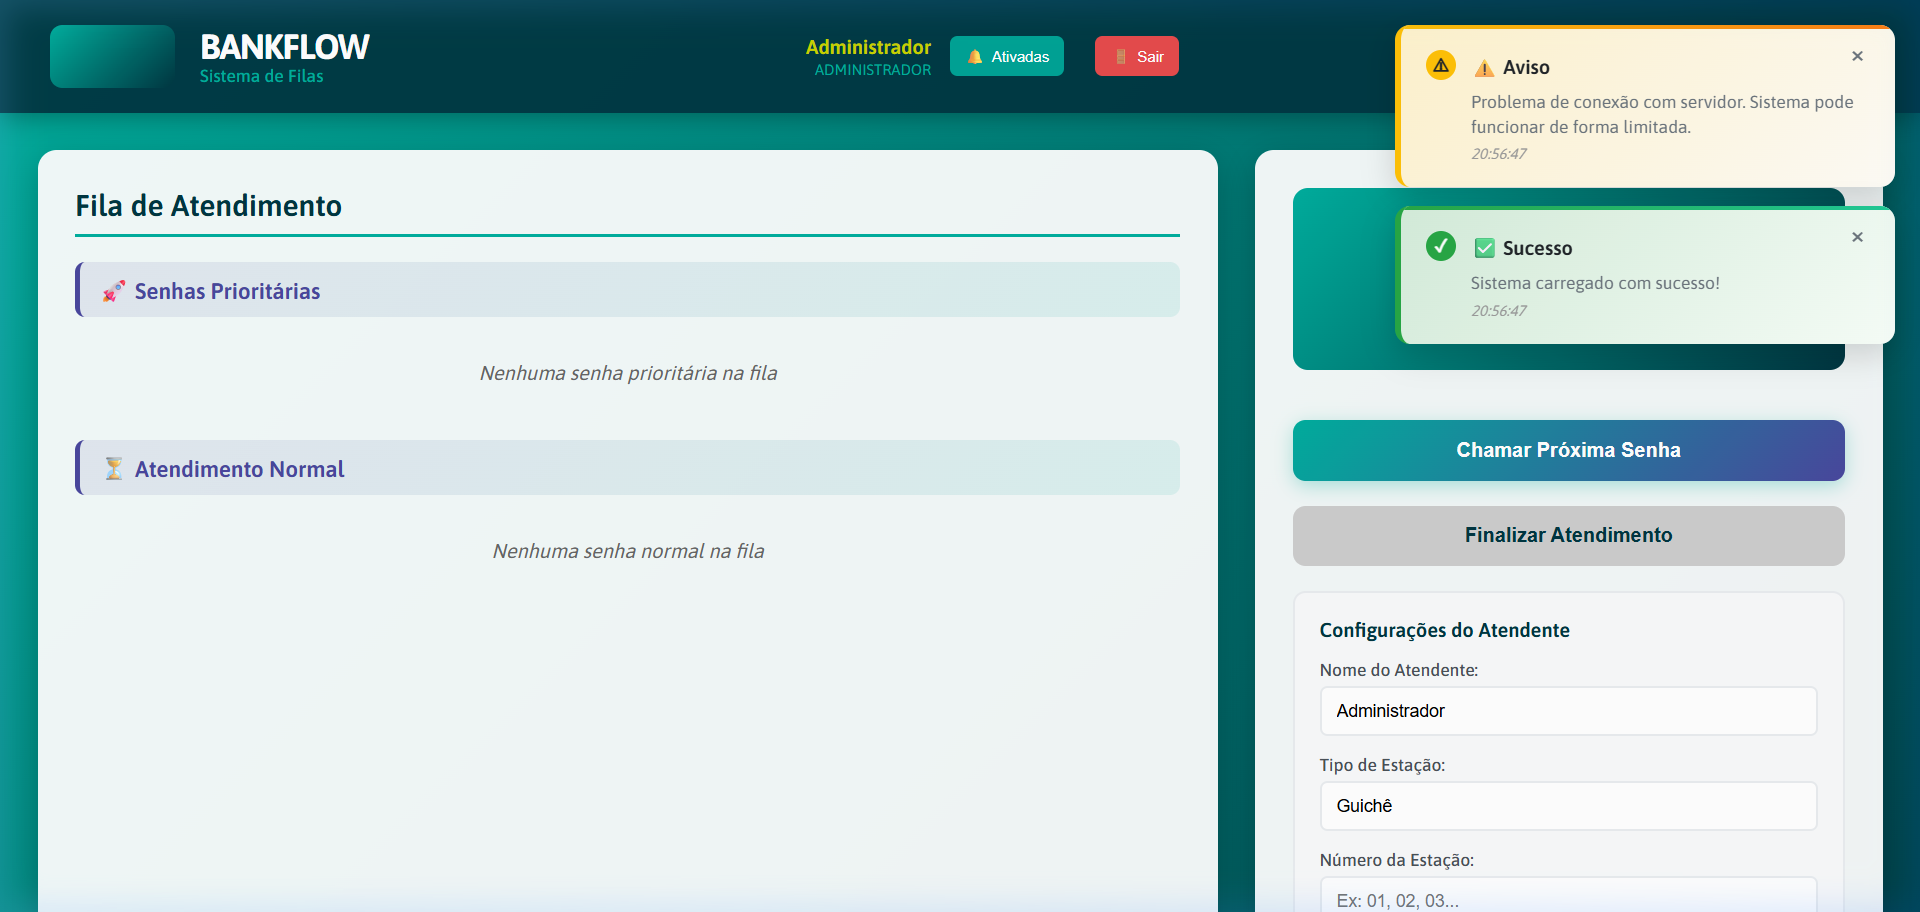 BANKFLOW
Sistema de Filas
Administrador
ADMINISTRADOR
🔔 Ativadas
🚪 Sair
⚠️ Aviso
✕
Problema de conexão com servidor. Sistema pode
funcionar de forma limitada.
20:56:47
✅ Sucesso
✕
Sistema carregado com sucesso!
20:56:47
Fila de Atendimento
🚀 Senhas Prioritárias
Nenhuma senha prioritária na fila
⏳ Atendimento Normal
Nenhuma senha normal na fila
Chamar Próxima Senha
Finalizar Atendimento
Configurações do Atendente
Nome do Atendente:
Administrador
Tipo de Estação:
Guichê
Número da Estação:
Ex: 01, 02, 03...